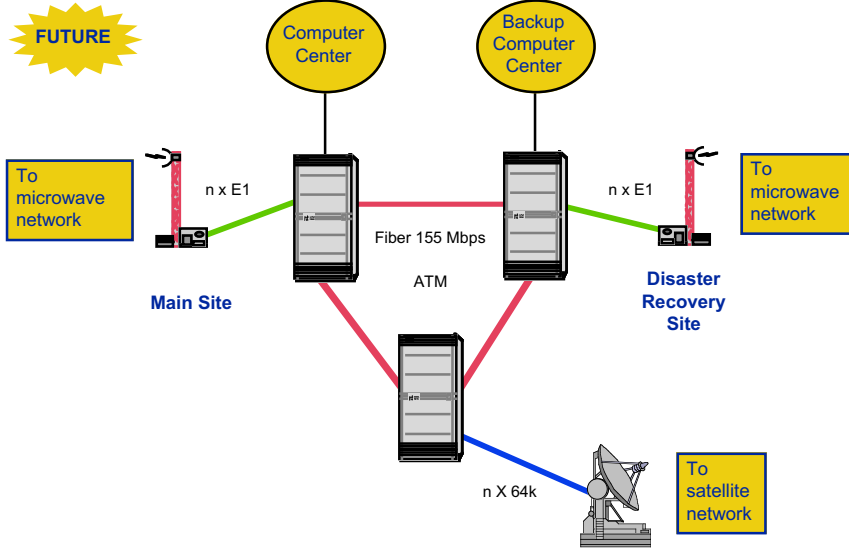 FUTURE
Computer
Center
Backup
Computer
Center
To
microwave
network
n x E1
n x E1
To
microwave
network
Fiber 155 Mbps
ATM
Main Site
Disaster
Recovery
Site
n X 64k
To
satellite
network